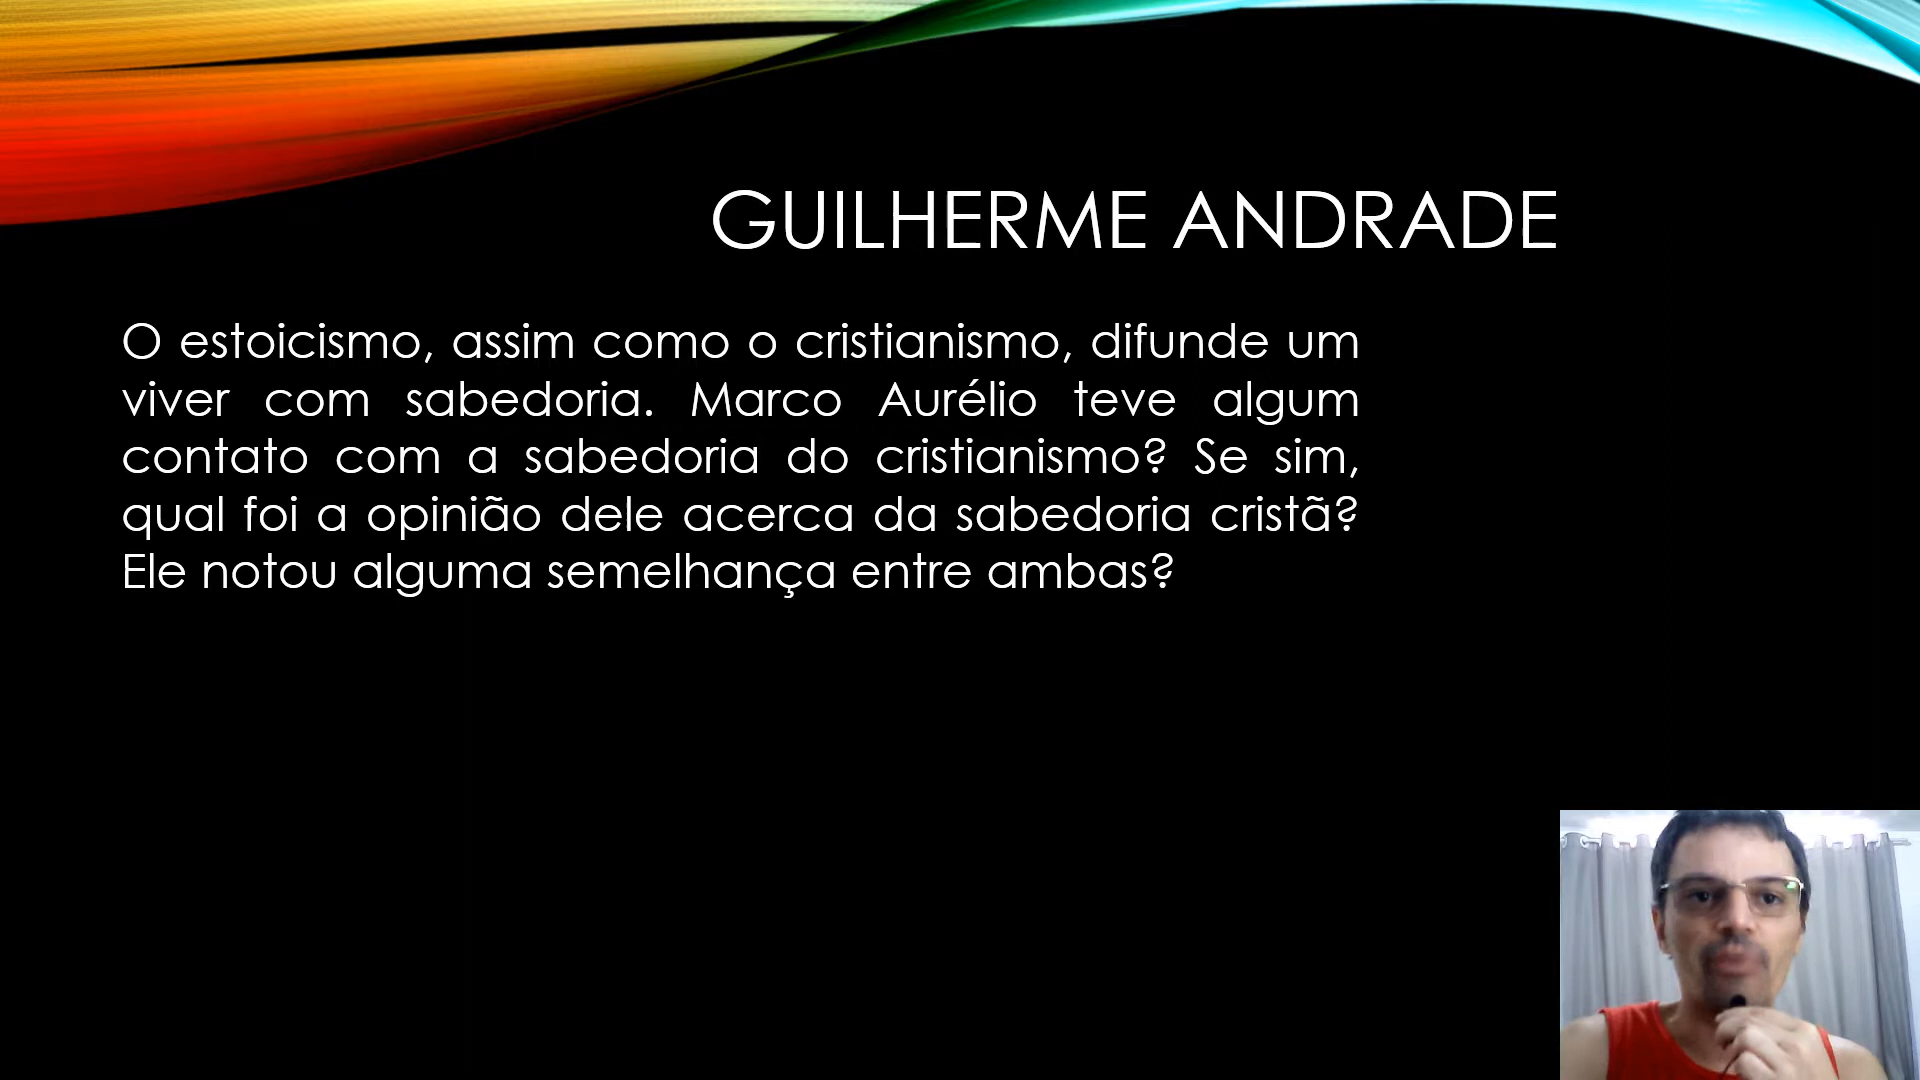 GUILHERME ANDRADE
O estoicismo, assim como o cristianismo, difunde um
viver com sabedoria. Marco Aurélio teve algum
contato com a sabedoria do cristianismo? Se sim,
qual foi a opinião dele acerca da sabedoria cristã?
Ele notou alguma semelhança entre ambas?